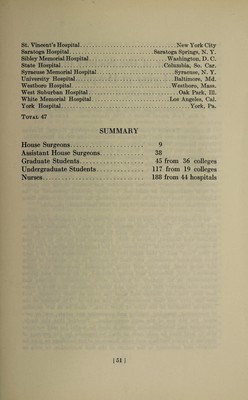 St. Vincent's Hospital........................New York City
Saratoga Hospital........................Saratoga Springs, N. Y.
Sibley Memorial Hospital........................Washington, D. C.
State Hospital........................Columbia, So. Car.
Syracuse Memorial Hospital........................Syracuse, N. Y.
University Hospital........................Baltimore, Md.
Westboro Hospital........................Westboro, Mass.
West Suburban Hospital........................Oak Park, Ill.
White Memorial Hospital........................Los Angeles, Cal.
York Hospital........................York, Pa.
Total 47
SUMMARY
House Surgeons.................... 9
Assistant House Surgeons............ 38
Graduate Students.................. 45 from 36 colleges
Undergraduate Students............. 117 from 19 colleges
Nurses............................. 188 from 44 hospitals
[ 51 ]